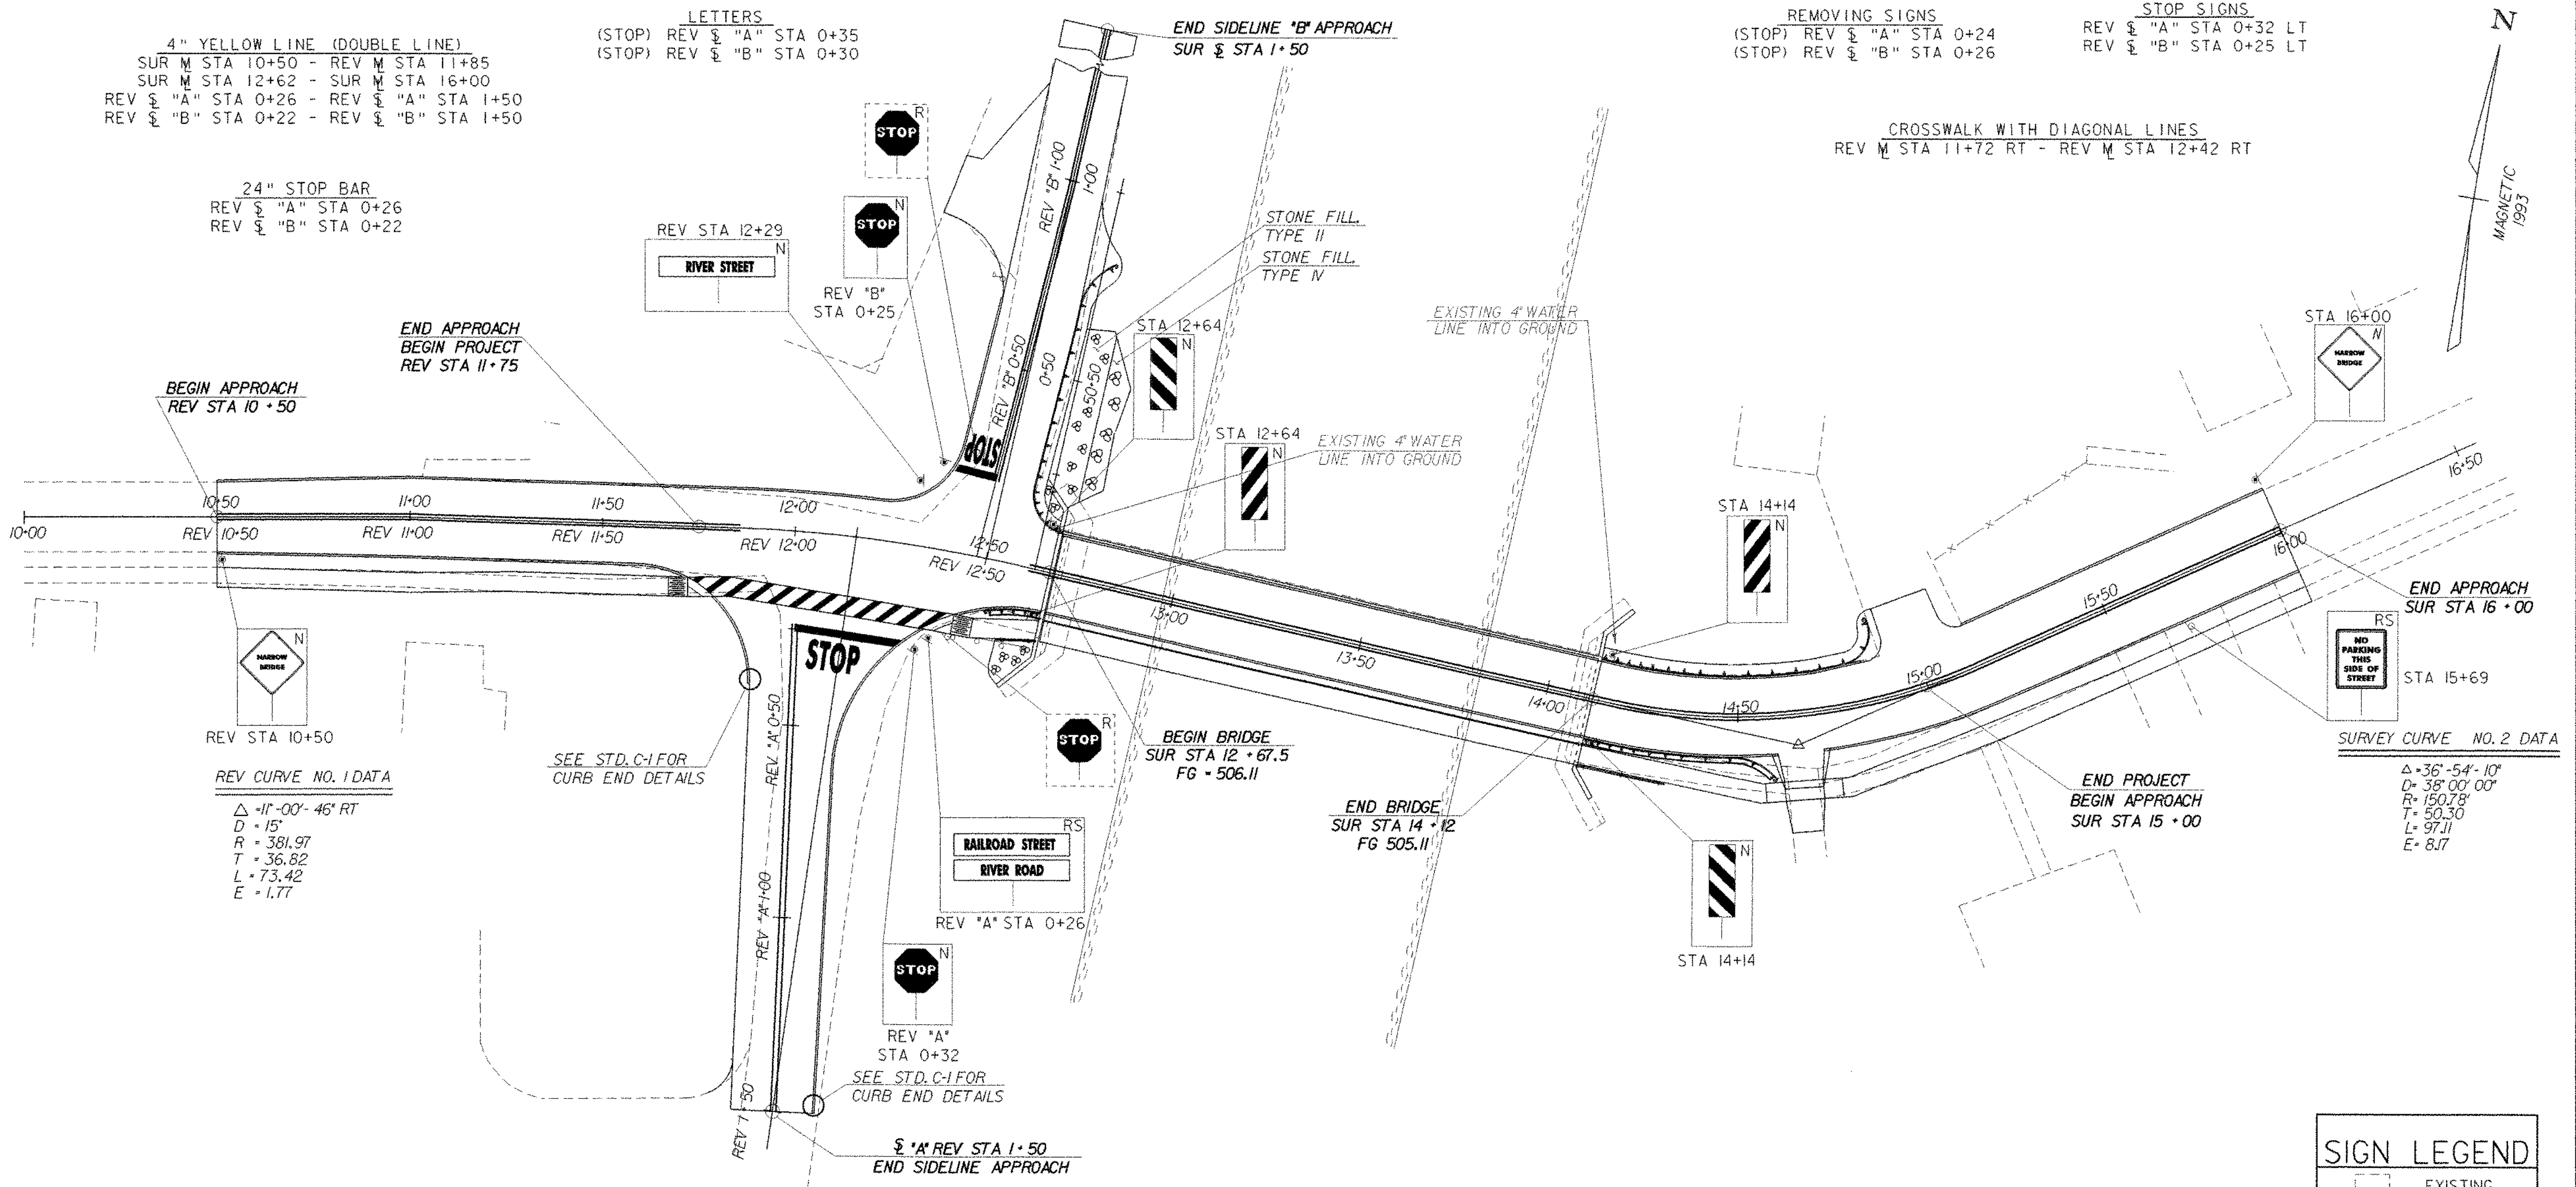 4" YELLOW LINE (DOUBLE LINE)
SUR M STA 10+50 - REV M STA 11+85
SUR M STA 12+62 - SUR M STA 16+00
REV ℄ "A" STA 0+26 - REV ℄ "A" STA 1+50
REV ℄ "B" STA 0+22 - REV ℄ "B" STA 1+50
24" STOP BAR
REV ℄ "A" STA 0+26
REV ℄ "B" STA 0+22
LETTERS
(STOP) REV ℄ "A" STA 0+35
(STOP) REV ℄ "B" STA 0+30
END SIDELINE "B" APPROACH
SUR ℄ STA 1+50
REMOVING SIGNS
(STOP) REV ℄ "A" STA 0+24
(STOP) REV ℄ "B" STA 0+26
STOP SIGNS
REV ℄ "A" STA 0+32 LT
REV ℄ "B" STA 0+25 LT
CROSSWALK WITH DIAGONAL LINES
REV M STA 11+72 RT - REV M STA 12+42 RT
N
MAGNETIC
1993
R
STOP
N
STOP
REV "B"
STA 0+25
REV STA 12+29
N
RIVER STREET
STONE FILL,
TYPE II
STONE FILL,
TYPE IV
END APPROACH
BEGIN PROJECT
REV STA 11+75
BEGIN APPROACH
REV STA 10+50
STA 12+64
N
STA 12+64
N
EXISTING 4" WATER
LINE INTO GROUND
EXISTING 4" WATER
LINE INTO GROUND
STA 14+14
N
STA 16+00
N
NARROW
BRIDGE
REV "B" 1+00
1+00
REV "B" 0+50
0+50
50+50
STOP
10+00
10+50
11+00
11+50
12+00
12+50
REV 10+50
REV 11+00
REV 11+50
REV 12+00
REV 12+50
13+00
13+50
14+00
14+50
15+00
15+50
16+00
16+50
END APPROACH
SUR STA 16+00
RS
NO
PARKING
THIS
SIDE OF
STREET
STA 15+69
SURVEY CURVE NO. 2 DATA
Δ=36°-54'-10"
D= 38°00'00"
R= 150.78'
T= 50.30
L= 97.11
E= 8.17
N
NARROW
BRIDGE
REV STA 10+50
REV CURVE NO. 1 DATA
Δ =11°-00'-46" RT
D = 15°
R = 381.97
T = 36.82
L = 73.42
E = 1.77
STOP
SEE STD. C-1 FOR
CURB END DETAILS
REV "A" 0+50
REV "A" 1+00
REV 1+50
R
STOP
BEGIN BRIDGE
SUR STA 12+67.5
FG = 506.11
END BRIDGE
SUR STA 14+12
FG 505.11
END PROJECT
BEGIN APPROACH
SUR STA 15+00
RS
RAILROAD STREET
RIVER ROAD
REV "A" STA 0+26
N
STA 14+14
N
STOP
REV "A"
STA 0+32
SEE STD. C-1 FOR
CURB END DETAILS
℄ "A" REV STA 1+50
END SIDELINE APPROACH
SIGN LEGEND
EXISTING